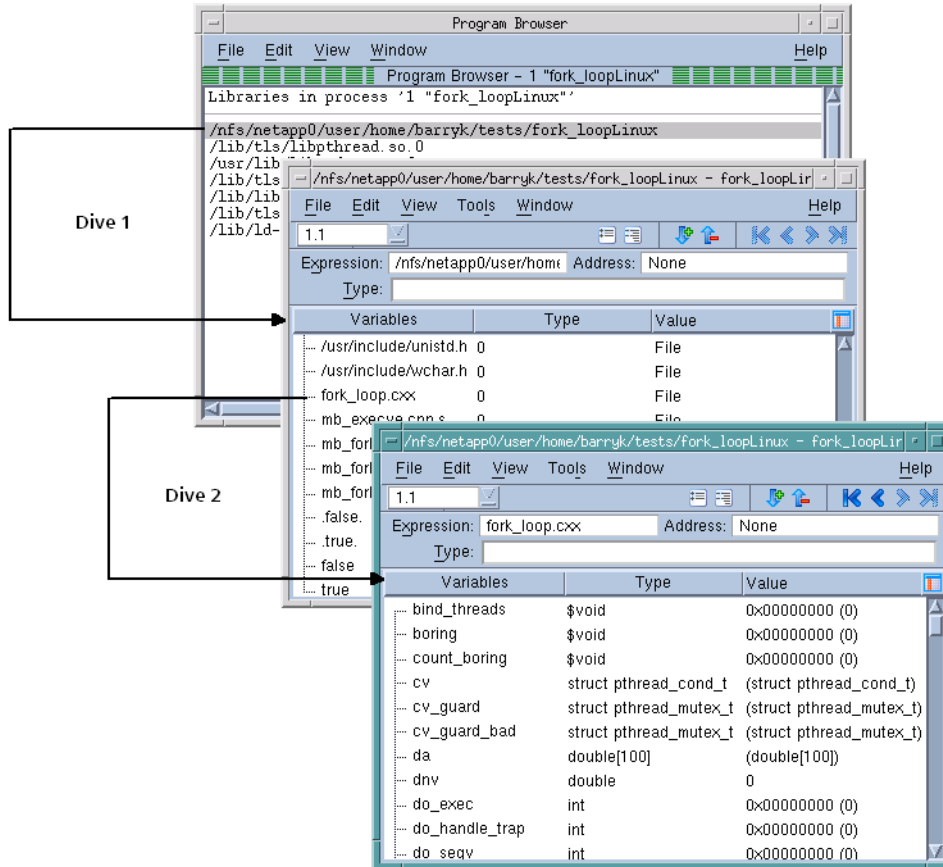 Program Browser
File Edit View Window Help
Program Browser - 1 "fork_loopLinux"
Libraries in process '1 "fork_loopLinux"'
/nfs/netapp0/user/home/barryk/tests/fork_loopLinux
/lib/tls/libpthread.so.0
/usr/lib
/lib/tls
/lib/lib
/lib/tls
/lib/ld-
Dive 1
/nfs/netapp0/user/home/barryk/tests/fork_loopLinux - fork_loopLir
File Edit View Tools Window Help
1.1
Expression: /nfs/netapp0/user/home Address: None
Type:
Variables Type Value
/usr/include/unistd.h 0 File
/usr/include/wchar.h 0 File
fork_loop.cxx 0 File
mb_execve.cpp.s 0 File
mb_forl
mb_forl
mb_forl
.false.
.true.
false
true
Dive 2
/nfs/netapp0/user/home/barryk/tests/fork_loopLinux - fork_loopLir
File Edit View Tools Window Help
1.1
Expression: fork_loop.cxx Address: None
Type:
Variables Type Value
bind_threads $void 0x00000000 (0)
boring $void 0x00000000 (0)
count_boring $void 0x00000000 (0)
cv struct pthread_cond_t (struct pthread_cond_t)
cv_guard struct pthread_mutex_t (struct pthread_mutex_t)
cv_guard_bad struct pthread_mutex_t (struct pthread_mutex_t)
da double[100] (double[100])
dnv double 0
do_exec int 0x00000000 (0)
do_handle_trap int 0x00000000 (0)
do_segv int 0x00000000 (0)